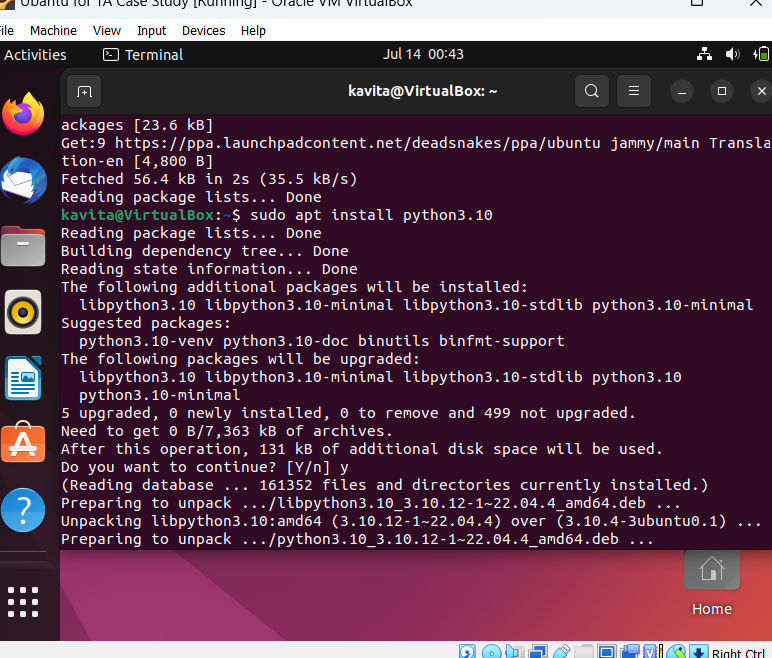 Ubuntu for TA Case Study [Running] - Oracle VM VirtualBox
File Machine View Input Devices Help
Activities Terminal Jul 14 00:43
kavita@VirtualBox: ~
ackages [23.6 kB]
Get:9 https://ppa.launchpadcontent.net/deadsnakes/ppa/ubuntu jammy/main Transla
tion-en [4,800 B]
Fetched 56.4 kB in 2s (35.5 kB/s)
Reading package lists... Done
kavita@VirtualBox:~$ sudo apt install python3.10
Reading package lists... Done
Building dependency tree... Done
Reading state information... Done
The following additional packages will be installed:
libpython3.10 libpython3.10-minimal libpython3.10-stdlib python3.10-minimal
Suggested packages:
python3.10-venv python3.10-doc binutils binfmt-support
The following packages will be upgraded:
libpython3.10 libpython3.10-minimal libpython3.10-stdlib python3.10
python3.10-minimal
5 upgraded, 0 newly installed, 0 to remove and 499 not upgraded.
Need to get 0 B/7,363 kB of archives.
After this operation, 131 kB of additional disk space will be used.
Do you want to continue? [Y/n] y
(Reading database ... 161352 files and directories currently installed.)
Preparing to unpack .../libpython3.10_3.10.12-1~22.04.4_amd64.deb ...
Unpacking libpython3.10:amd64 (3.10.12-1~22.04.4) over (3.10.4-3ubuntu0.1) ...
Preparing to unpack .../python3.10_3.10.12-1~22.04.4_amd64.deb ...
Home
Right Ctrl